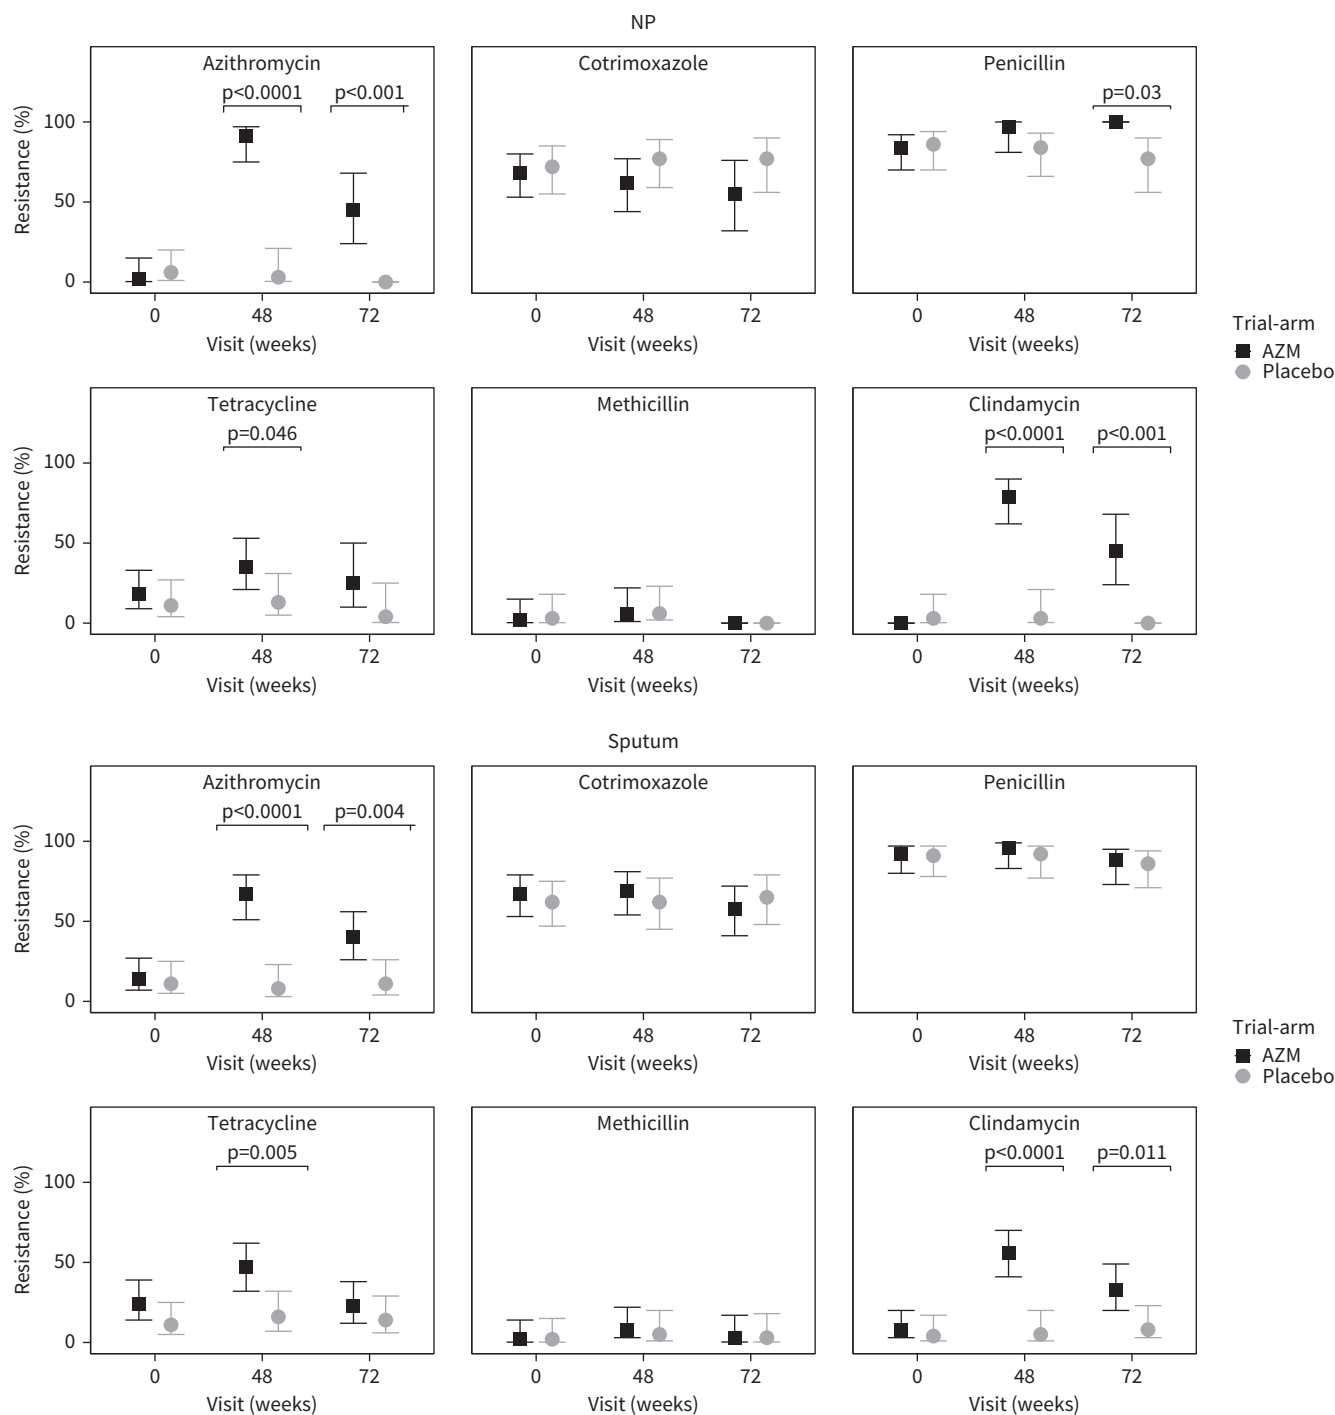 NP
Azithromycin
p<0.0001 p<0.001
Resistance (%)
100
50
0
0 48 72
Visit (weeks)
Cotrimoxazole
0 48 72
Visit (weeks)
Penicillin
p=0.03
0 48 72
Visit (weeks)
Trial-arm
AZM
Placebo
Tetracycline
p=0.046
Resistance (%)
100
50
0
0 48 72
Visit (weeks)
Methicillin
0 48 72
Visit (weeks)
Clindamycin
p<0.0001 p<0.001
0 48 72
Visit (weeks)
Sputum
Azithromycin
p<0.0001 p=0.004
Resistance (%)
100
50
0
0 48 72
Visit (weeks)
Cotrimoxazole
0 48 72
Visit (weeks)
Penicillin
0 48 72
Visit (weeks)
Trial-arm
AZM
Placebo
Tetracycline
p=0.005
Resistance (%)
100
50
0
0 48 72
Visit (weeks)
Methicillin
0 48 72
Visit (weeks)
Clindamycin
p<0.0001 p=0.011
0 48 72
Visit (weeks)